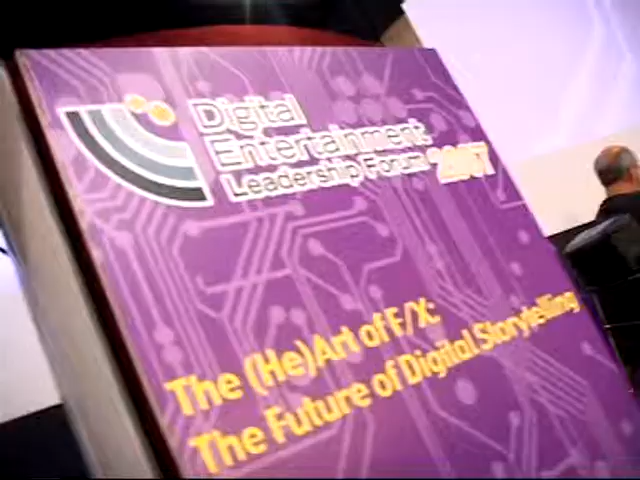 Digital
Entertainment
Leadership Forum 2007
The (He)Art of F/X:
The Future of Digital Storytelling